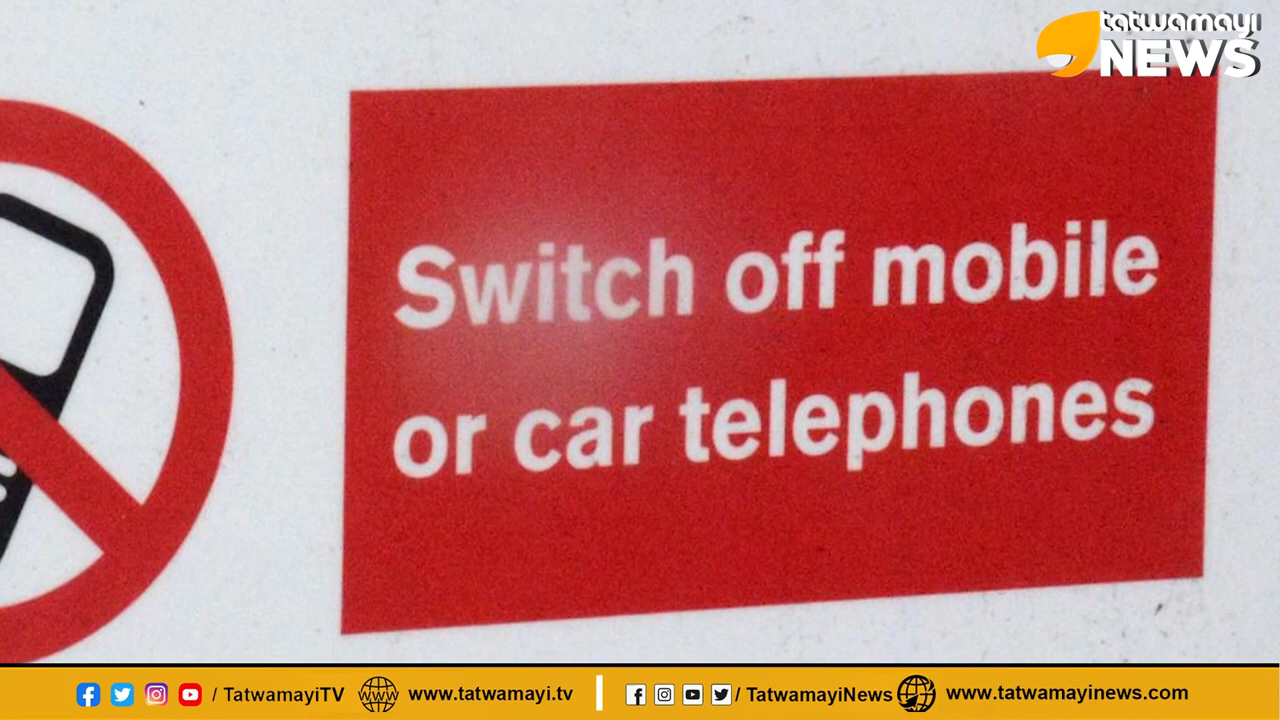 tatwamayi
NEWS
Switch off mobile
or car telephones
/ TatwamayiTV www.tatwamayi.tv / TatwamayiNews www.tatwamayinews.com